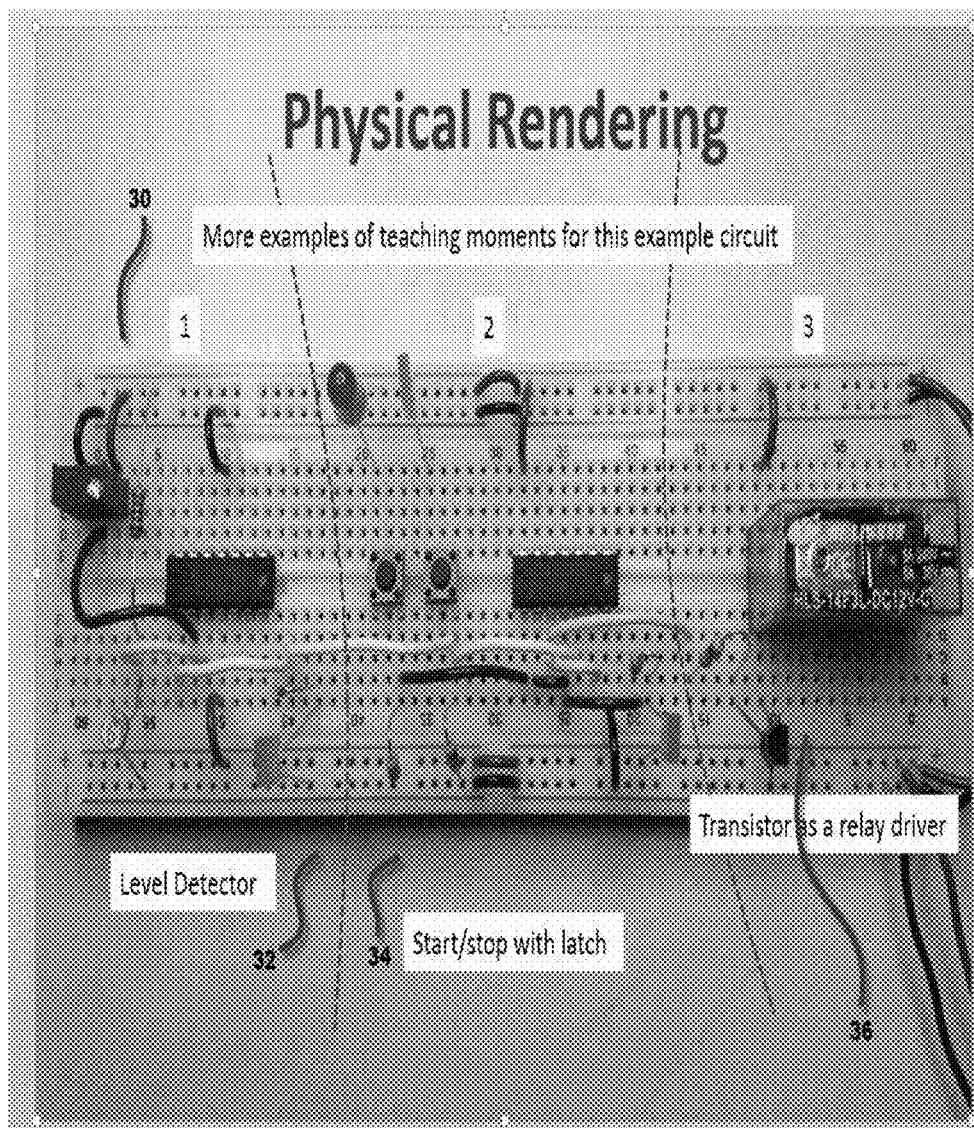 Physical Rendering
30
More examples of teaching moments for this example circuit
1
2
3
Transistor as a relay driver
Level Detector
Start/stop with latch
32
34
36